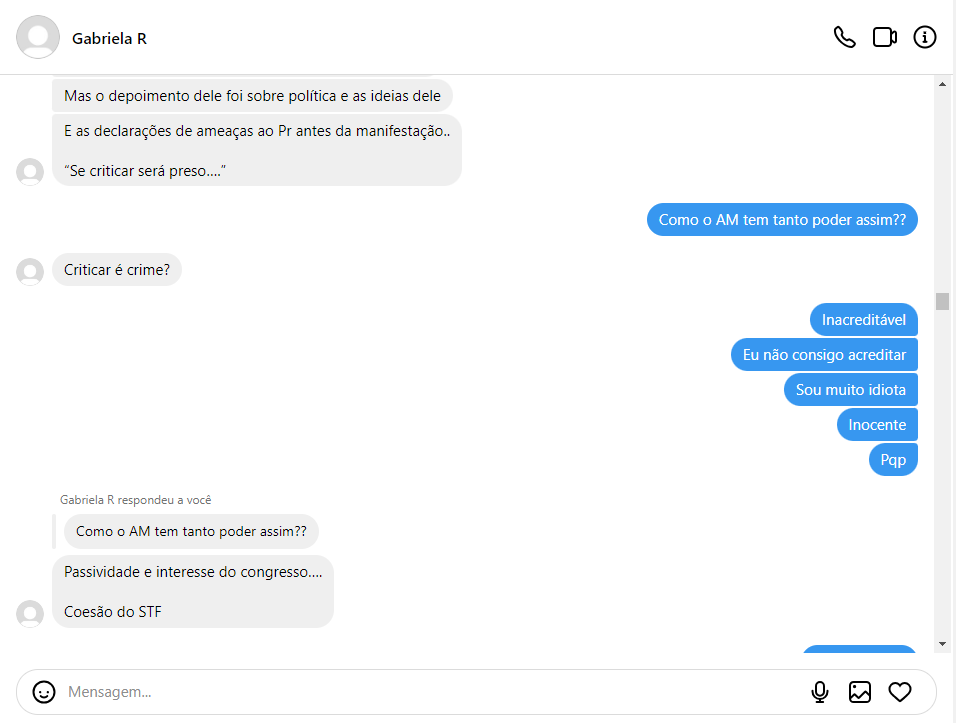 Gabriela R
Mas o depoimento dele foi sobre política e as ideias dele
E as declarações de ameaças ao Pr antes da manifestação..
“Se criticar será preso....”
Como o AM tem tanto poder assim??
Criticar é crime?
Inacreditável
Eu não consigo acreditar
Sou muito idiota
Inocente
Pqp
Gabriela R respondeu a você
Como o AM tem tanto poder assim??
Passividade e interesse do congresso....
Coesão do STF
Mensagem...